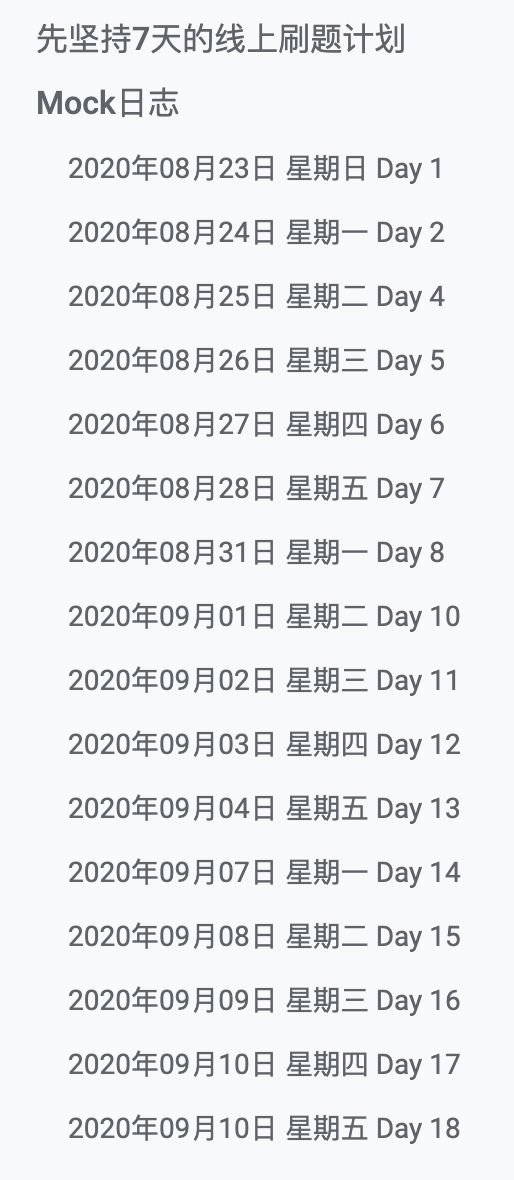 先坚持7天的线上刷题计划
Mock日志
2020年08月23日 星期日 Day 1
2020年08月24日 星期一 Day 2
2020年08月25日 星期二 Day 4
2020年08月26日 星期三 Day 5
2020年08月27日 星期四 Day 6
2020年08月28日 星期五 Day 7
2020年08月31日 星期一 Day 8
2020年09月01日 星期二 Day 10
2020年09月02日 星期三 Day 11
2020年09月03日 星期四 Day 12
2020年09月04日 星期五 Day 13
2020年09月07日 星期一 Day 14
2020年09月08日 星期二 Day 15
2020年09月09日 星期三 Day 16
2020年09月10日 星期四 Day 17
2020年09月10日 星期五 Day 18